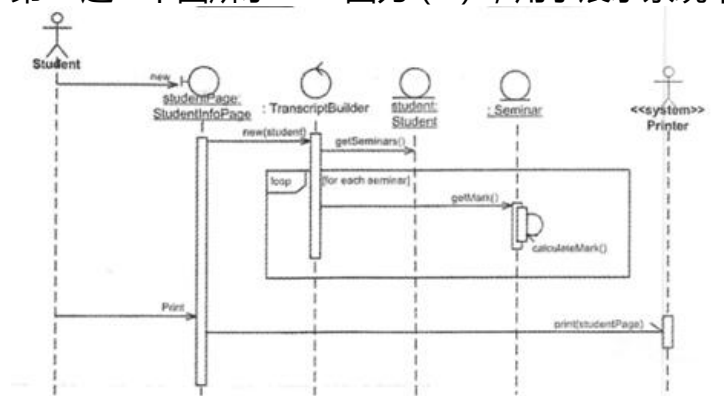 Student
new
studentPage:
StudentInfoPage
: TranscriptBuilder
student:
Student
: Seminar
<<system>>
Printer
new(student)
getSeminars()
loop
[for each seminar]
getMark()
calculateMark()
Print
print(studentPage)